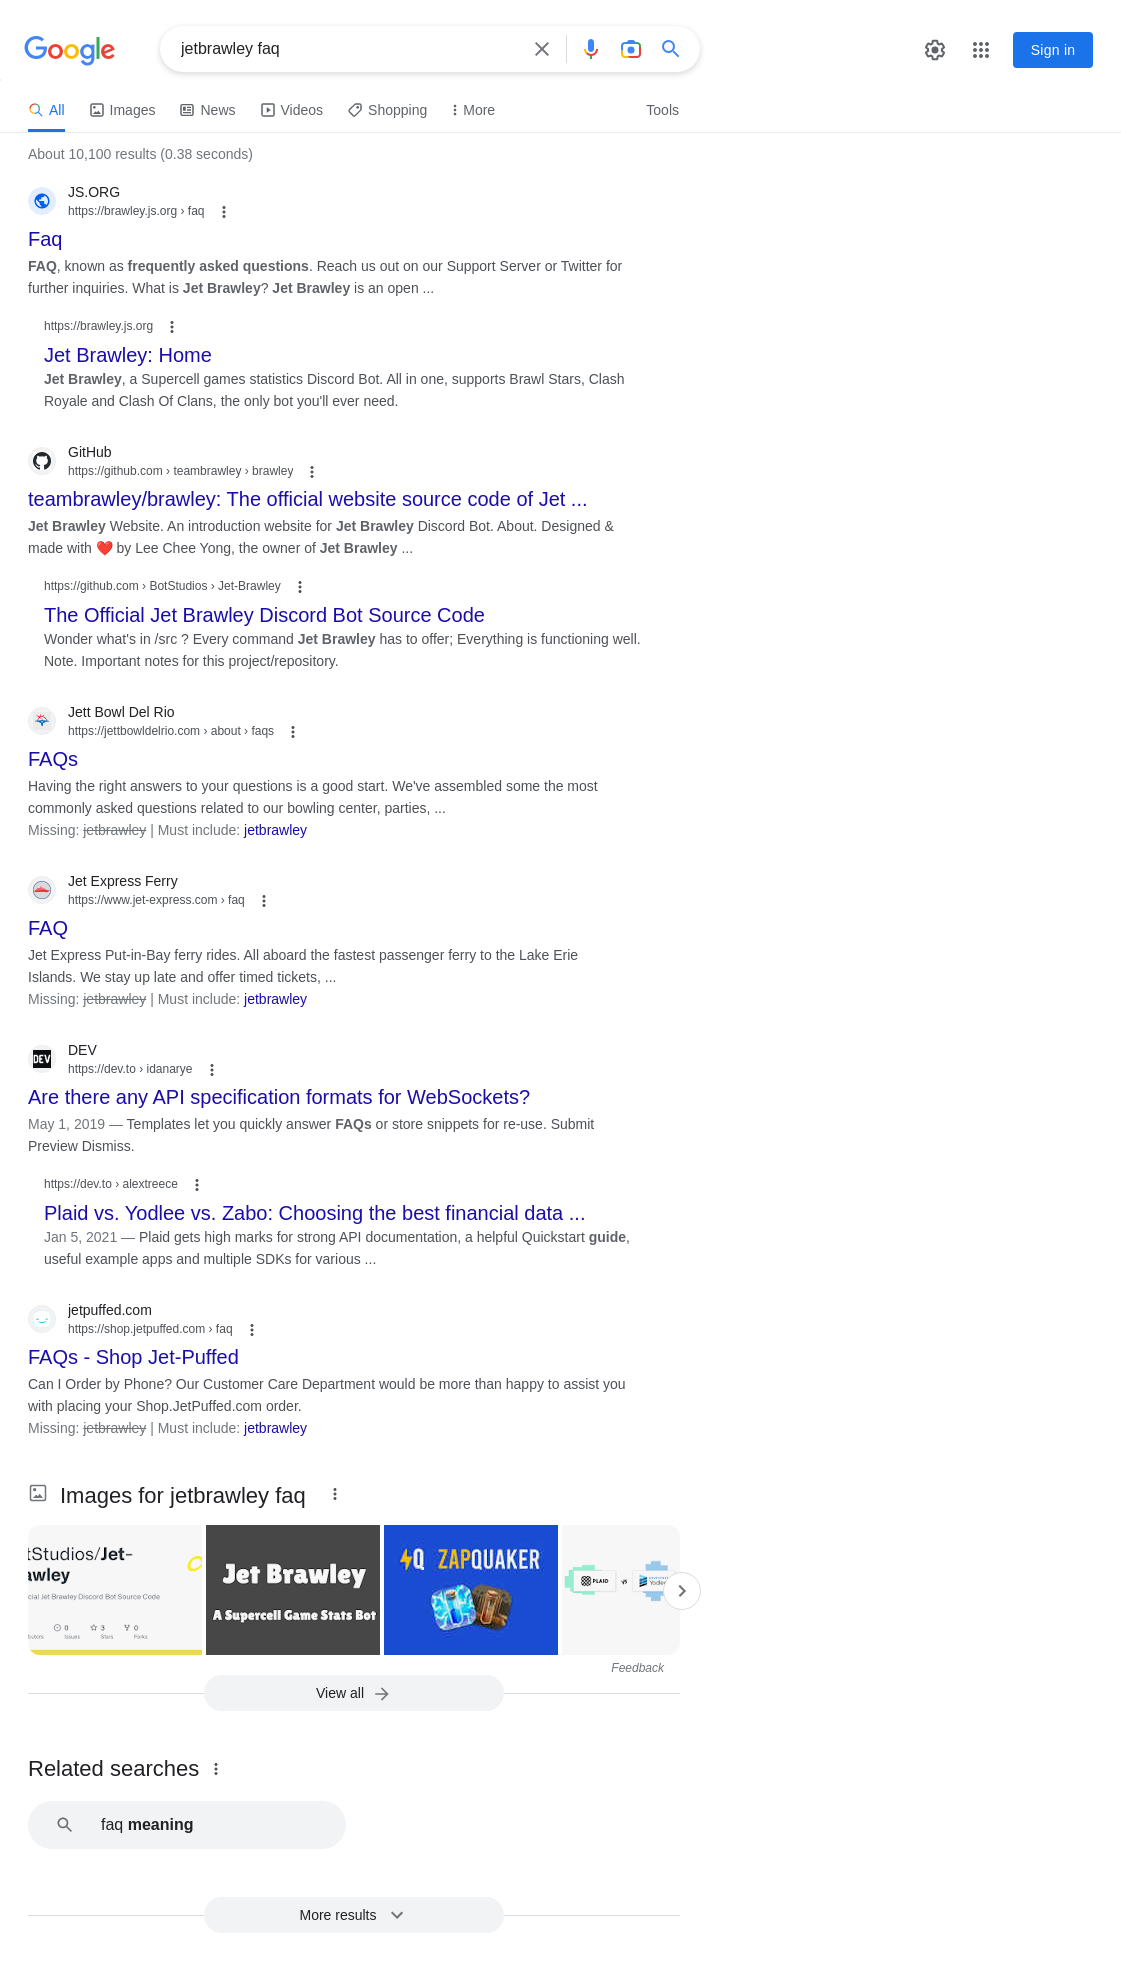 Google
jetbrawley faq
Sign in
All
Images
News
Videos
Shopping
More
Tools
About 10,100 results (0.38 seconds)
JS.ORG
https://brawley.js.org › faq
Faq
FAQ, known as frequently asked questions. Reach us out on our Support Server or Twitter for
further inquiries. What is Jet Brawley? Jet Brawley is an open ...
https://brawley.js.org
Jet Brawley: Home
Jet Brawley, a Supercell games statistics Discord Bot. All in one, supports Brawl Stars, Clash
Royale and Clash Of Clans, the only bot you'll ever need.
GitHub
https://github.com › teambrawley › brawley
teambrawley/brawley: The official website source code of Jet ...
Jet Brawley Website. An introduction website for Jet Brawley Discord Bot. About. Designed &
made with ❤️ by Lee Chee Yong, the owner of Jet Brawley ...
https://github.com › BotStudios › Jet-Brawley
The Official Jet Brawley Discord Bot Source Code
Wonder what's in /src ? Every command Jet Brawley has to offer; Everything is functioning well.
Note. Important notes for this project/repository.
Jett Bowl Del Rio
https://jettbowldelrio.com › about › faqs
FAQs
Having the right answers to your questions is a good start. We've assembled some the most
commonly asked questions related to our bowling center, parties, ...
Missing: jetbrawley | Must include: jetbrawley
Jet Express Ferry
https://www.jet-express.com › faq
FAQ
Jet Express Put-in-Bay ferry rides. All aboard the fastest passenger ferry to the Lake Erie
Islands. We stay up late and offer timed tickets, ...
Missing: jetbrawley | Must include: jetbrawley
DEV
DEV
https://dev.to › idanarye
Are there any API specification formats for WebSockets?
May 1, 2019 — Templates let you quickly answer FAQs or store snippets for re-use. Submit
Preview Dismiss.
https://dev.to › alextreece
Plaid vs. Yodlee vs. Zabo: Choosing the best financial data ...
Jan 5, 2021 — Plaid gets high marks for strong API documentation, a helpful Quickstart guide,
useful example apps and multiple SDKs for various ...
jetpuffed.com
https://shop.jetpuffed.com › faq
FAQs - Shop Jet-Puffed
Can I Order by Phone? Our Customer Care Department would be more than happy to assist you
with placing your Shop.JetPuffed.com order.
Missing: jetbrawley | Must include: jetbrawley
Images for jetbrawley faq
tStudios/Jet-
awley
cial Jet Brawley Discord Bot Source Code
0 3 0
Issues Stars Forks
Jet Brawley
A Supercell Game Stats Bot
Q ZAPQUAKER
PLAID vs Yodlee
Feedback
View all
Related searches
faq meaning
More results